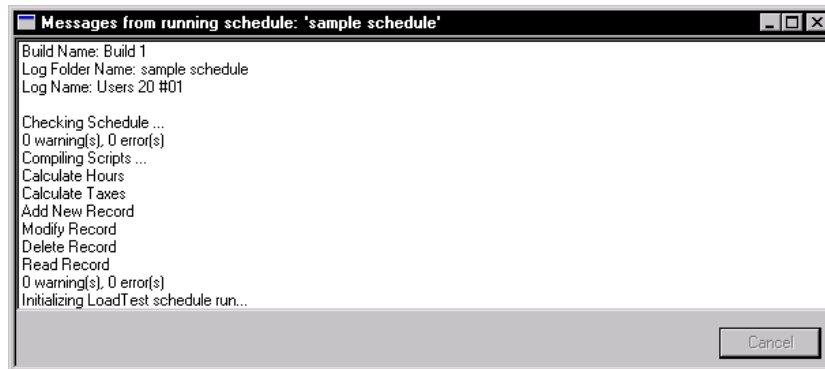 Messages from running schedule: 'sample schedule'
Build Name: Build 1
Log Folder Name: sample schedule
Log Name: Users 20 #01
Checking Schedule ...
0 warning(s), 0 error(s)
Compiling Scripts ...
Calculate Hours
Calculate Taxes
Add New Record
Modify Record
Delete Record
Read Record
0 warning(s), 0 error(s)
Initializing LoadTest schedule run...
Cancel